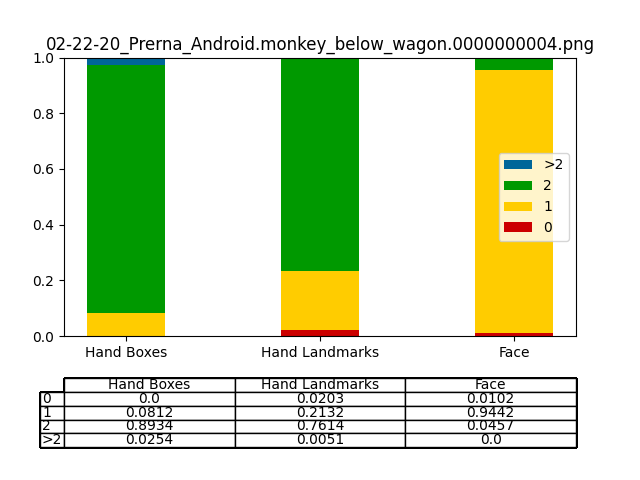 02-22-20_Prerna_Android.monkey_below_wagon.0000000004.png
1.0
0.8
0.6
0.4
0.2
0.0
>2
2
1
0
Hand Boxes Hand Landmarks Face
Hand Boxes Hand Landmarks Face
0 0.0 0.0203 0.0102
1 0.0812 0.2132 0.9442
2 0.8934 0.7614 0.0457
>2 0.0254 0.0051 0.0